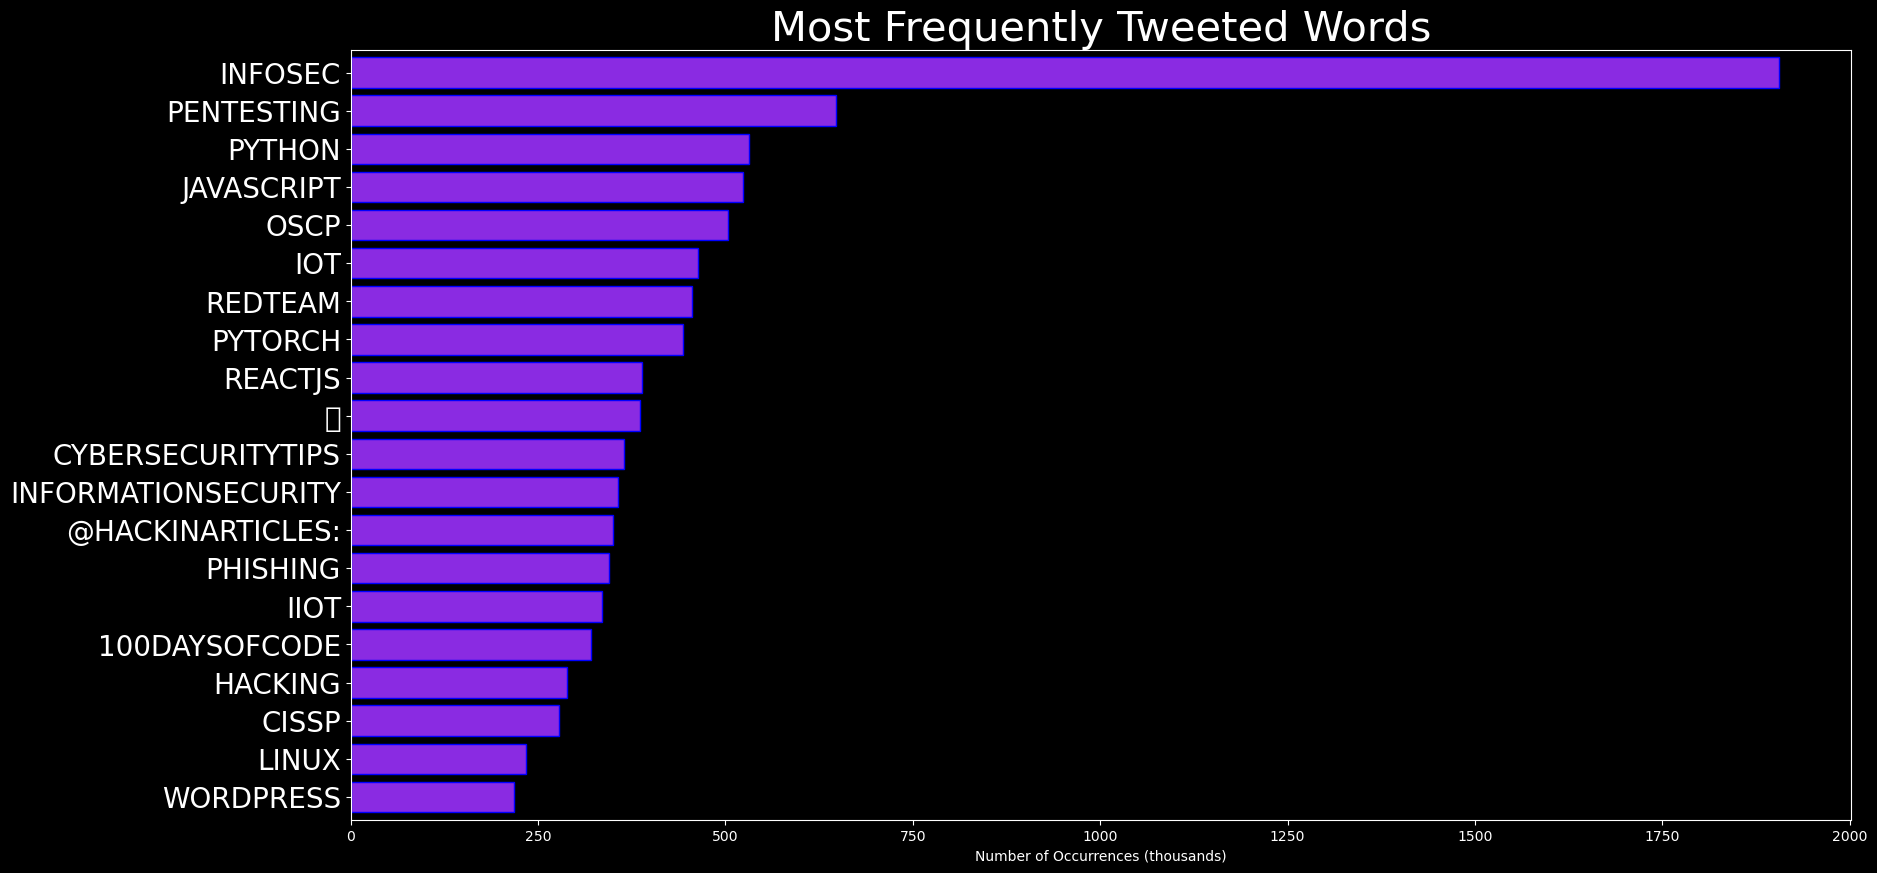 Most Frequently Tweeted Words
INFOSEC
PENTESTING
PYTHON
JAVASCRIPT
OSCP
IOT
REDTEAM
PYTORCH
REACTJS
CYBERSECURITYTIPS
INFORMATIONSECURITY
@HACKINARTICLES:
PHISHING
IIOT
100DAYSOFCODE
HACKING
CISSP
LINUX
WORDPRESS
0 250 500 750 1000 1250 1500 1750 2000
Number of Occurrences (thousands)